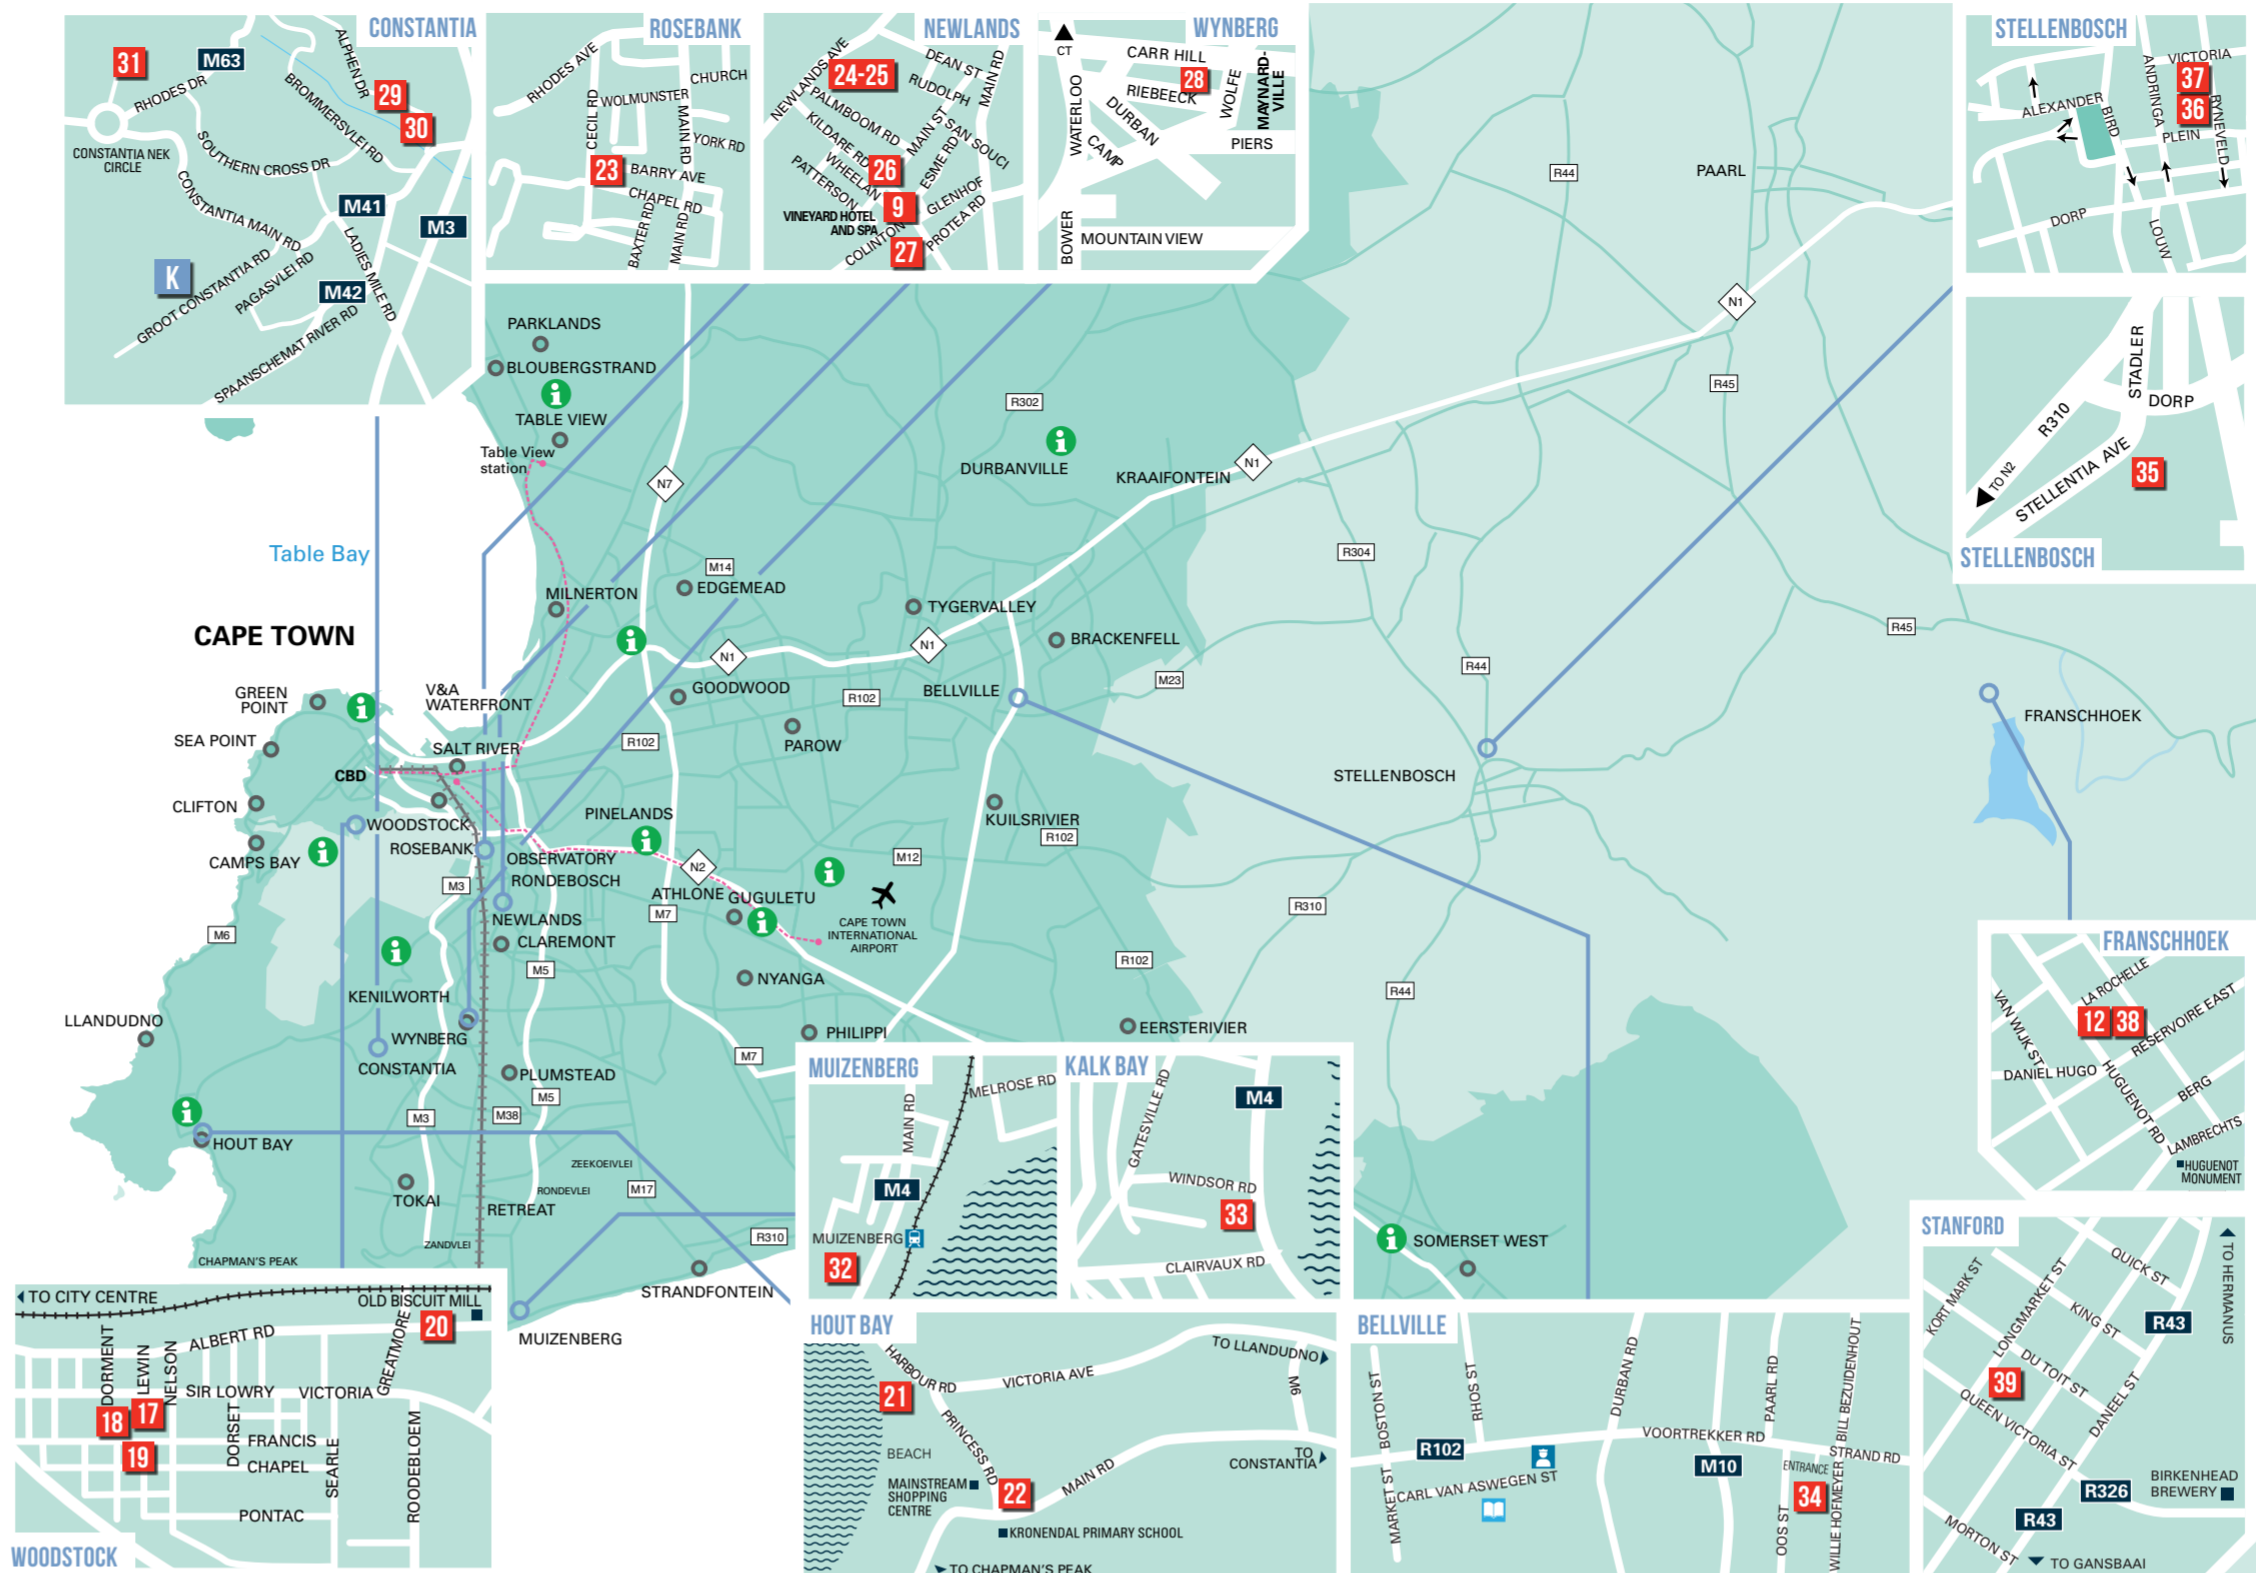 CONSTANTIA
31
M63
ALPHEN DR
29
30
RHODES DR
BROMMERSVLEI RD
CONSTANTIA NEK
CIRCLE
SOUTHERN CROSS DR
CONSTANTIA MAIN RD
M41
M3
LADIES MILE RD
K
GROOT CONSTANTIA RD
PAGASVLEI RD
M42
SPAANSCHEMAT RIVER RD
ROSEBANK
RHODES AVE
CHURCH
CECIL RD
WOLMUNSTER
MAIN RD
YORK RD
23
BARRY AVE
CHAPEL RD
BAXTER RD
MAIN RD
NEWLANDS
NEWLANDS AVE
24-25
DEAN ST
RUDOLPH
MAIN RD
PALMBOOM RD
KILDARE RD
MAIN ST
SAN SOUCI
WHEELAN
26
ESME RD
PATTERSON
9
GLENHOF
VINEYARD HOTEL
AND SPA
COLINTON
27
PROTEA RD
WYNBERG
CT
CARR HILL
28
RIEBEECK
WOLFE
MAYNARD-
VILLE
WATERLOO
DURBAN
CAMP
PIERS
BOWER
MOUNTAIN VIEW
STELLENBOSCH
VICTORIA
37
36
ANDRINGA
RYNEVELD
ALEXANDER
BIRD
PLEIN
DORP
LOUW
STADLER
DORP
R310
TO N2
STELLENTIA AVE
35
STELLENBOSCH
R44
PAARL
N1
R45
PARKLANDS
BLOUBERGSTRAND
TABLE VIEW
Table View
station
R302
DURBANVILLE
KRAAIFONTEIN
N1
N7
Table Bay
R304
M14
EDGEMEAD
MILNERTON
TYGERVALLEY
BRACKENFELL
N1
N1
R45
R44
CAPE TOWN
GREEN
POINT
V&A
WATERFRONT
GOODWOOD
R102
BELLVILLE
M23
FRANSCHHOEK
SEA POINT
SALT RIVER
R102
PAROW
CBD
STELLENBOSCH
CLIFTON
PINELANDS
KUILSRIVIER
R102
WOODSTOCK
ROSEBANK
CAMPS BAY
OBSERVATORY
RONDEBOSCH
M12
M3
N2
ATHLONE
GUGULETU
M7
NEWLANDS
CAPE TOWN
INTERNATIONAL
AIRPORT
R310
M6
CLAREMONT
M5
R102
NYANGA
KENILWORTH
R44
LLANDUDNO
WYNBERG
PHILIPPI
EERSTERIVIER
CONSTANTIA
M7
PLUMSTEAD
M5
M3
M38
HOUT BAY
ZEEKOEIVLEI
TOKAI
RONDEVLEI
M17
RETREAT
ZANDVLEI
R310
CHAPMAN'S PEAK
STRANDFONTEIN
MUIZENBERG
SOMERSET WEST
FRANSCHHOEK
LA ROCHELLE
VAN WIJK ST
12
38
RESERVOIRE EAST
DANIEL HUGO
HUGUENOT RD
BERG
LAMBRECHTS
HUGUENOT
MONUMENT
MUIZENBERG
MELROSE RD
MAIN RD
M4
MUIZENBERG
32
KALK BAY
GATESVILLE RD
M4
WINDSOR RD
33
CLAIRVAUX RD
TO CITY CENTRE
OLD BISCUIT MILL
20
DORMENT
LEWIN
NELSON
ALBERT RD
GREATMORE
SIR LOWRY
VICTORIA
18
17
19
DORSET
FRANCIS
CHAPEL
SEARLE
ROODEBLOEM
PONTAC
WOODSTOCK
HOUT BAY
HARBOUR RD
VICTORIA AVE
TO LLANDUDNO
21
M6
PRINCESS RD
BEACH
TO
CONSTANTIA
MAINSTREAM
SHOPPING
CENTRE
22
MAIN RD
KRONENDAL PRIMARY SCHOOL
TO CHAPMAN'S PEAK
BELLVILLE
BOSTON ST
RHOS ST
DURBAN RD
PAARL RD
BILL BEZUIDENHOUT
VOORTREKKER RD
R102
STRAND RD
M10
ENTRANCE
CARL VAN ASWEGEN ST
MARKET ST
34
OOS ST
WILLIE HOFMEYER
STANFORD
KORT MARK ST
LONGMARKET ST
QUICK ST
TO HERMANUS
KING ST
R43
DU TOIT ST
39
DANEEL ST
QUEEN VICTORIA ST
BIRKENHEAD
BREWERY
R326
R43
MORTON ST
TO GANSBAAI